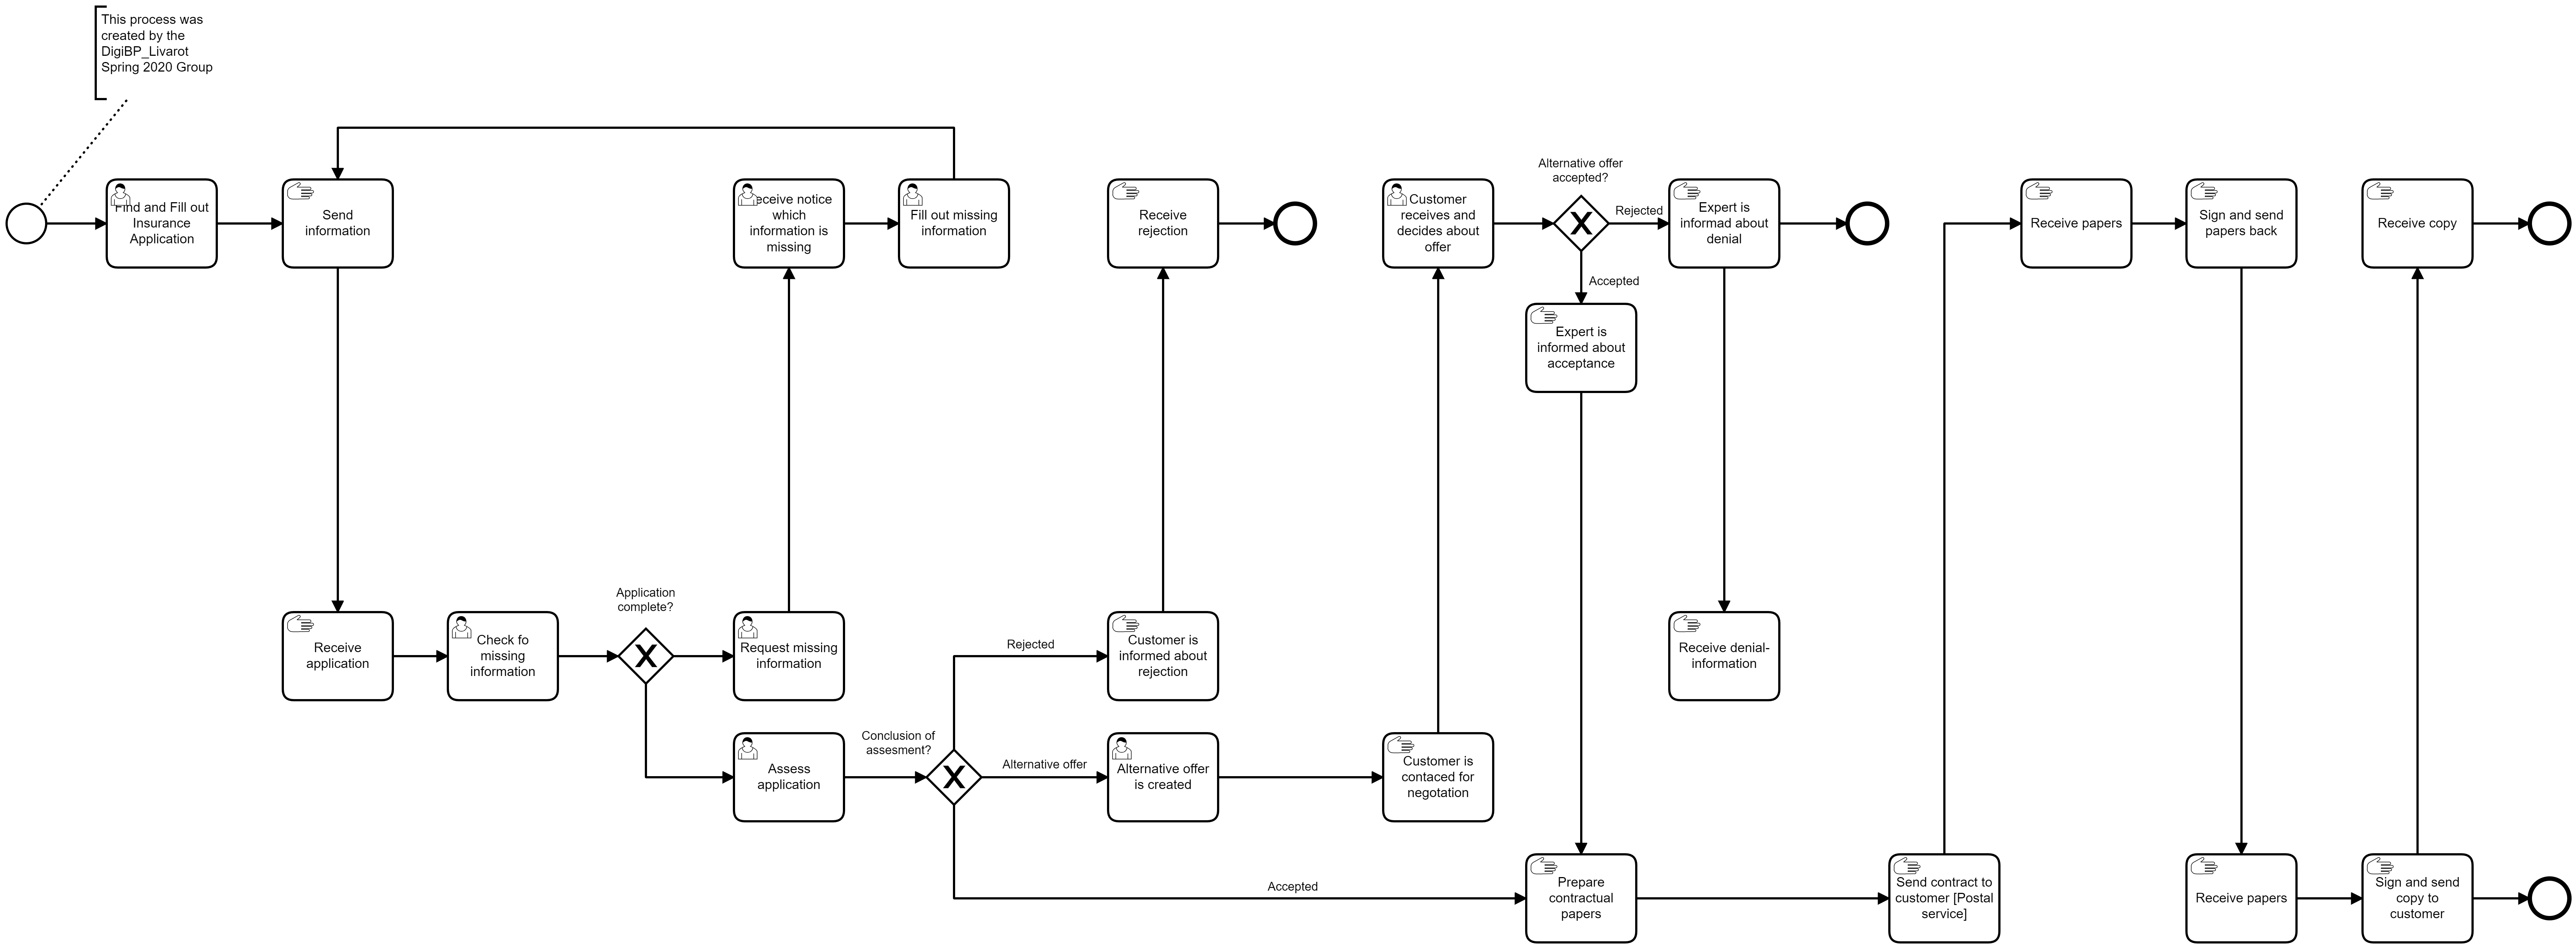 This process was
created by the
DigiBP_Livarot
Spring 2020 Group
Find and Fill out
Insurance
Application
Send
information
eceive notice
which
information is
missing
Fill out missing
information
Receive
rejection
Customer
receives and
decides about
offer
Alternative offer
accepted?
Rejected
Accepted
Expert is
informad about
denial
Expert is
informed about
acceptance
Receive papers
Sign and send
papers back
Receive copy
Receive
application
Check fo
missing
information
Application
complete?
Request missing
information
Assess
application
Conclusion of
assesment?
Rejected
Alternative offer
Accepted
Customer is
informed about
rejection
Alternative offer
is created
Customer is
contaced for
negotation
Receive denial-
information
Prepare
contractual
papers
Send contract to
customer [Postal
service]
Receive papers
Sign and send
copy to
customer